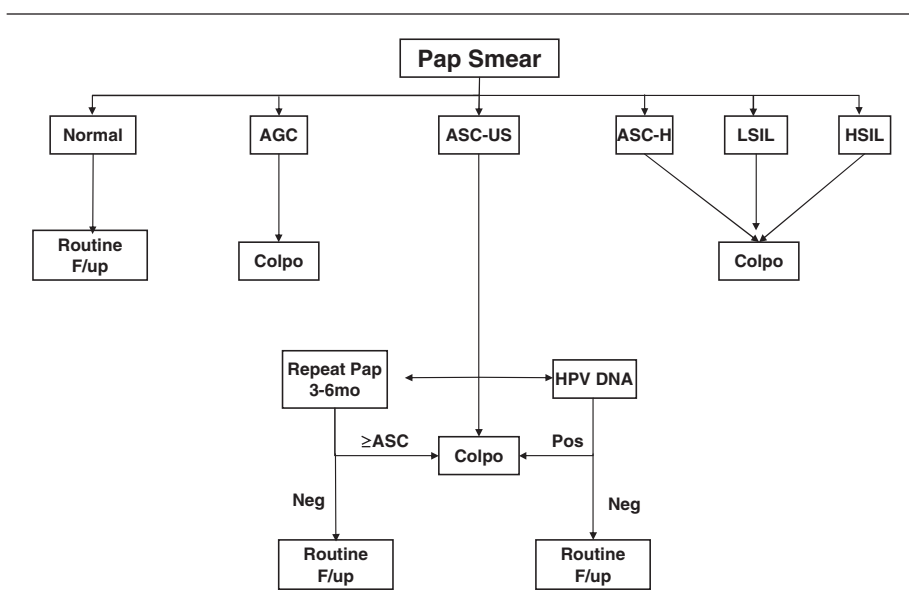 Pap Smear
Normal
AGC
ASC-US
ASC-H
LSIL
HSIL
Routine
F/up
Colpo
Colpo
Repeat Pap
3-6mo
HPV DNA
≥ASC
Colpo
Pos
Neg
Neg
Routine
F/up
Routine
F/up